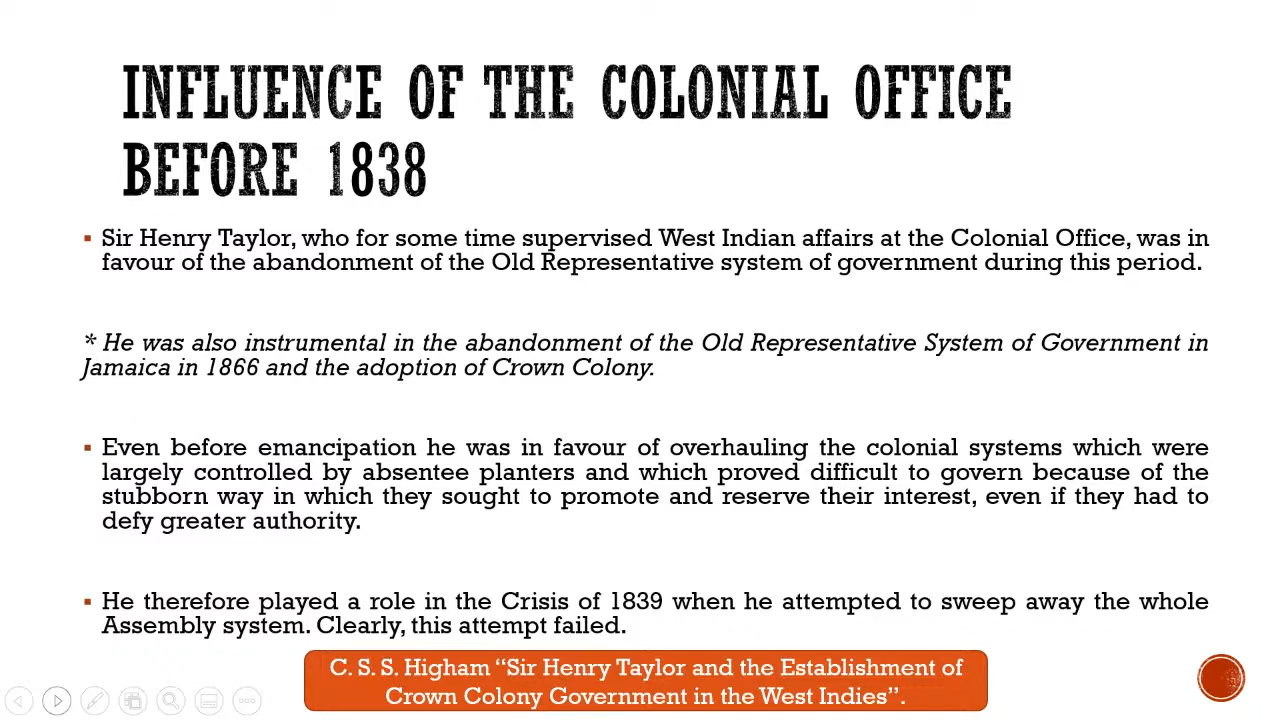 INFLUENCE OF THE COLONIAL OFFICE
BEFORE 1838
▪ Sir Henry Taylor, who for some time supervised West Indian affairs at the Colonial Office, was in
favour of the abandonment of the Old Representative system of government during this period.
* He was also instrumental in the abandonment of the Old Representative System of Government in
Jamaica in 1866 and the adoption of Crown Colony.
▪ Even before emancipation he was in favour of overhauling the colonial systems which were
largely controlled by absentee planters and which proved difficult to govern because of the
stubborn way in which they sought to promote and reserve their interest, even if they had to
defy greater authority.
▪ He therefore played a role in the Crisis of 1839 when he attempted to sweep away the whole
Assembly system. Clearly, this attempt failed.
C. S. S. Higham “Sir Henry Taylor and the Establishment of
Crown Colony Government in the West Indies”.